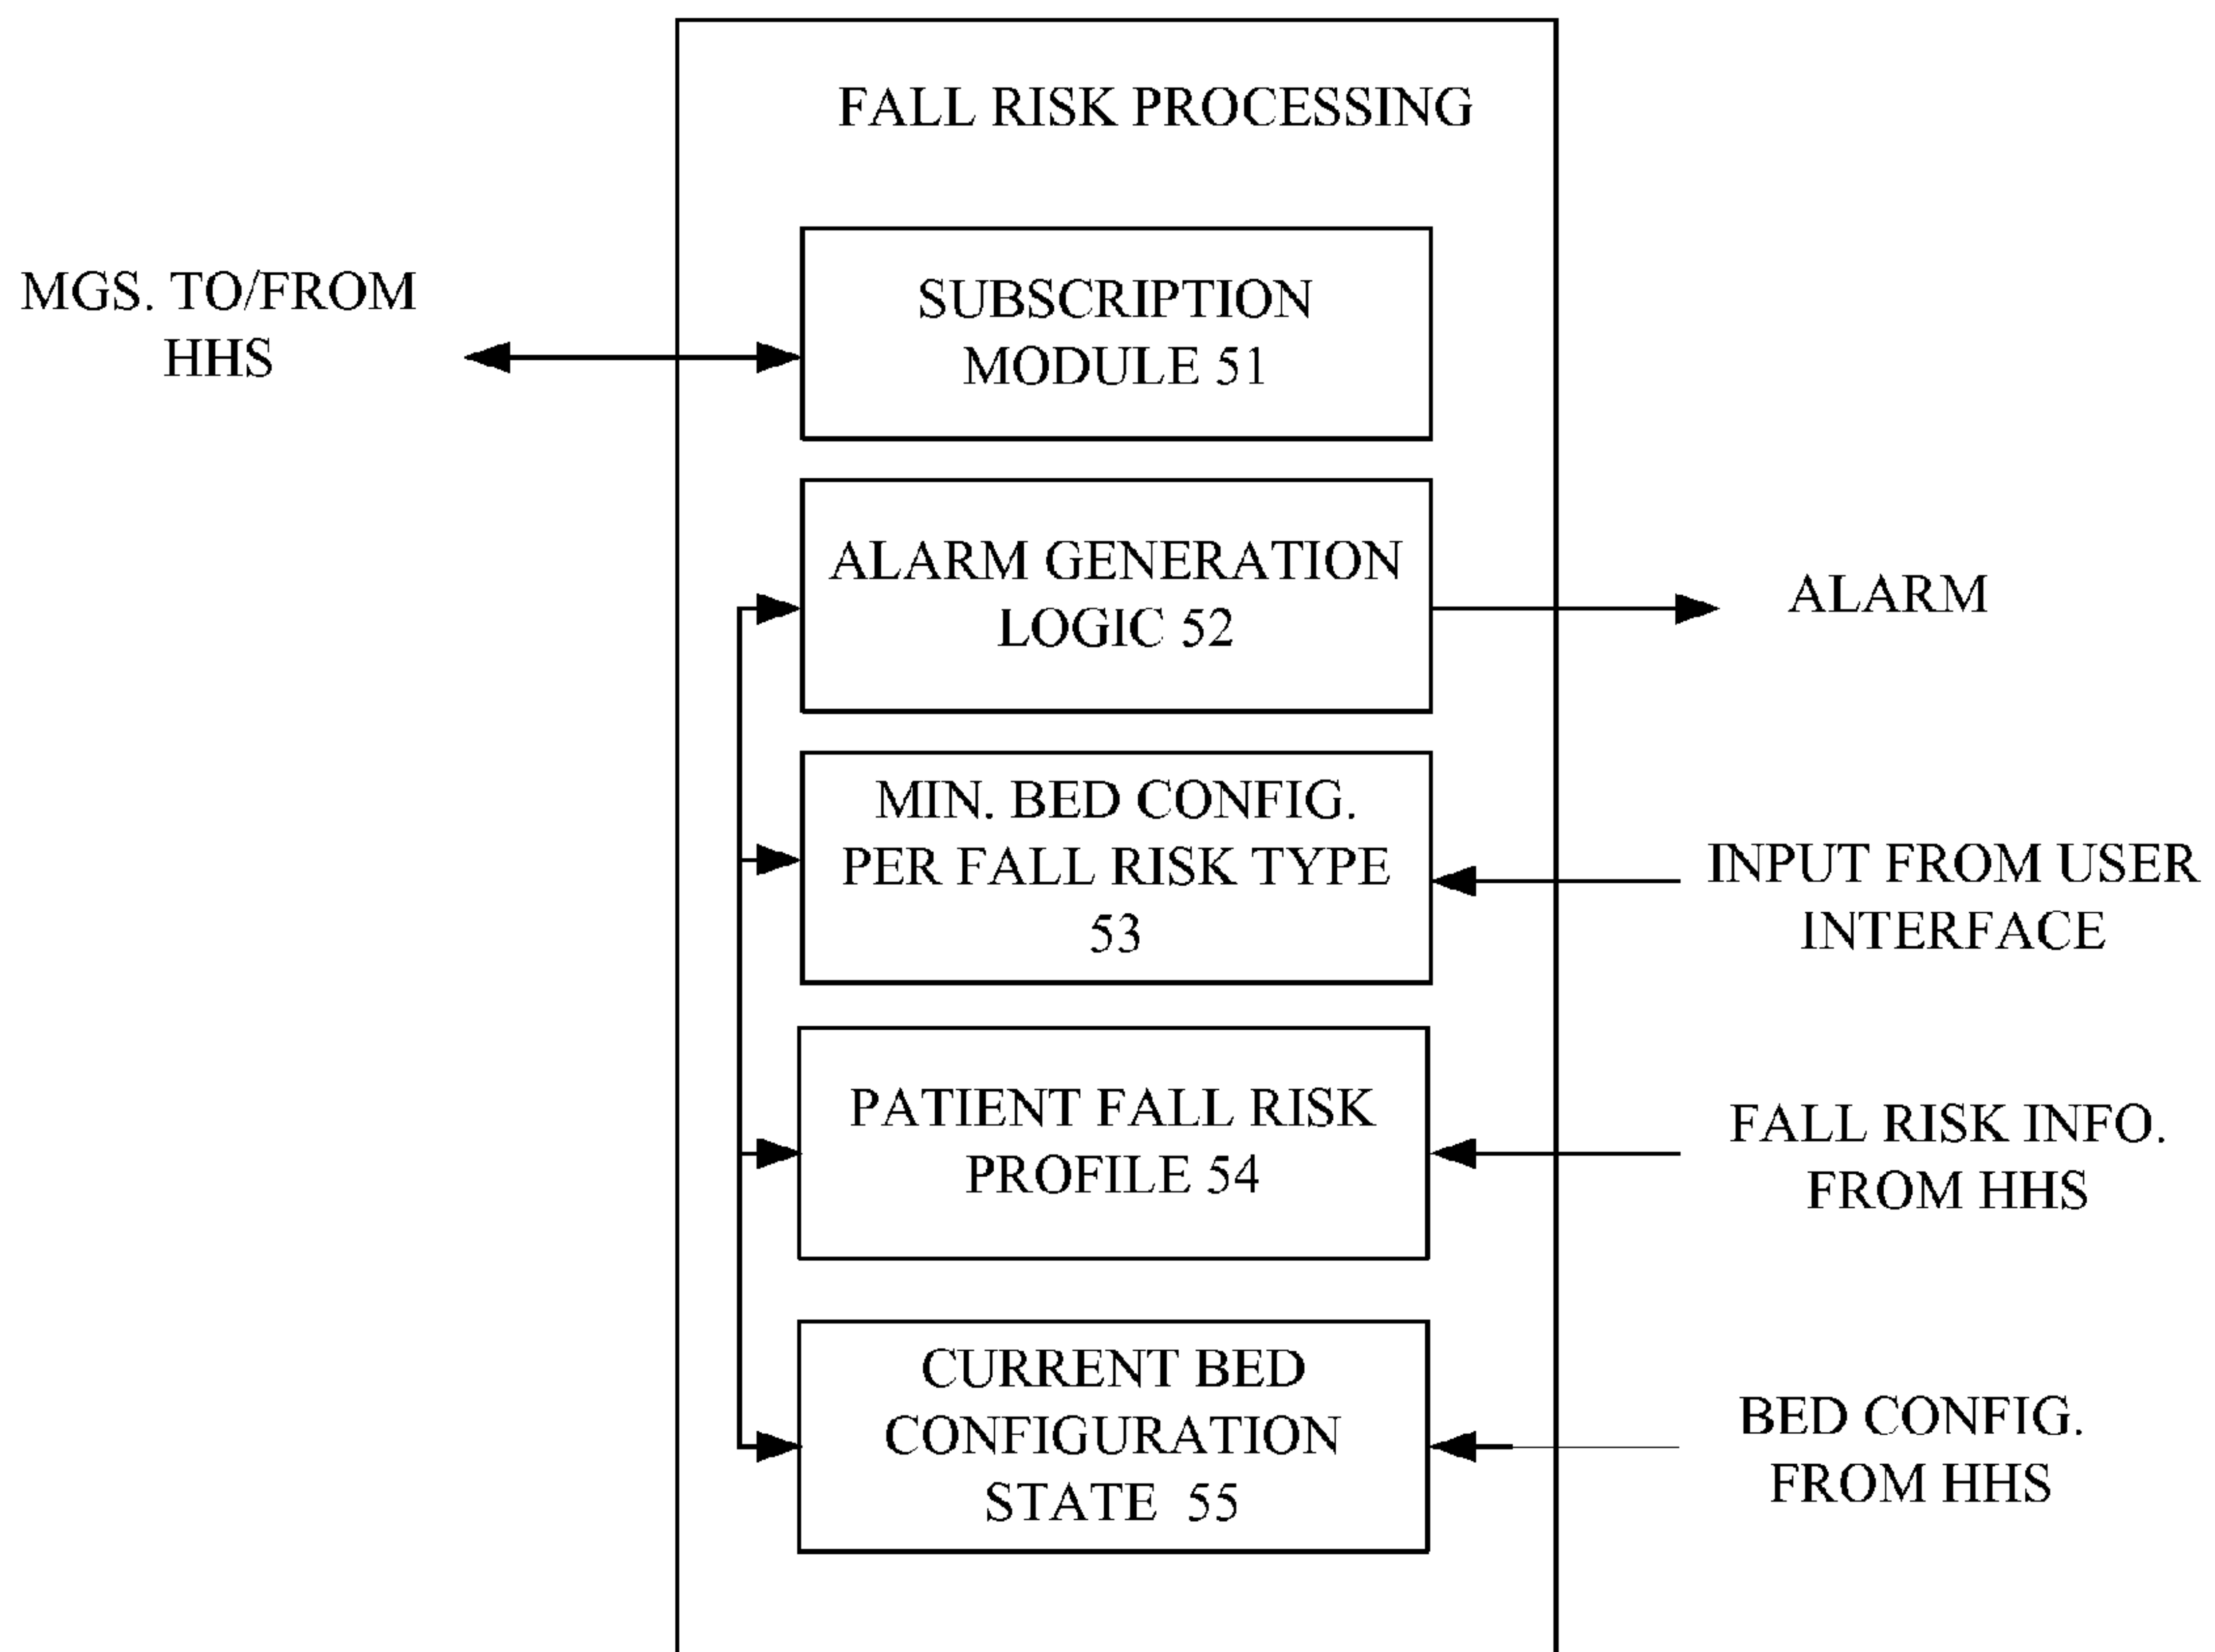 FALL RISK PROCESSING
MGS. TO/FROM
HHS
SUBSCRIPTION
MODULE 51
ALARM GENERATION
LOGIC 52
ALARM
MIN. BED CONFIG.
PER FALL RISK TYPE
53
INPUT FROM USER
INTERFACE
PATIENT FALL RISK
PROFILE 54
FALL RISK INFO.
FROM HHS
CURRENT BED
CONFIGURATION
STATE 55
BED CONFIG.
FROM HHS